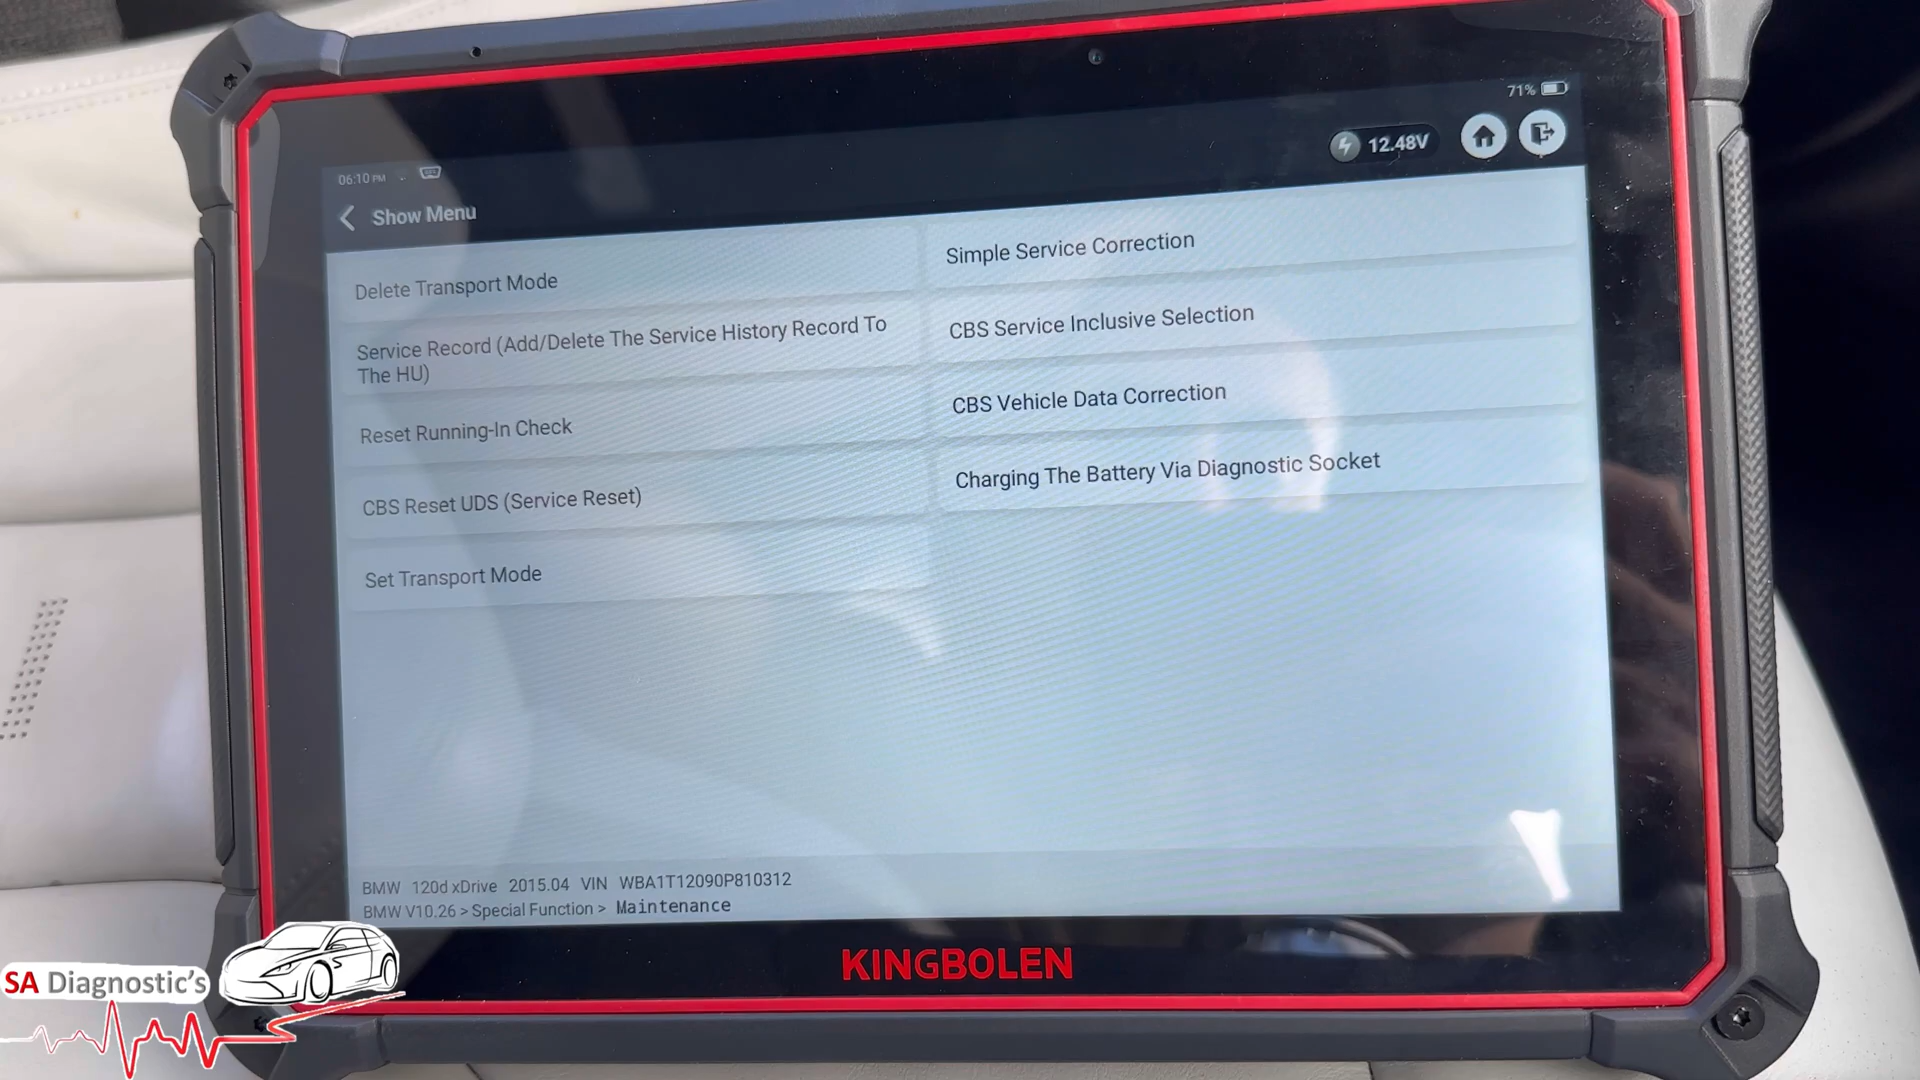 71%
12.48V
06:10 PM
Show Menu
Delete Transport Mode
Simple Service Correction
Service Record (Add/Delete The Service History Record To
The HU)
CBS Service Inclusive Selection
Reset Running-In Check
CBS Vehicle Data Correction
CBS Reset UDS (Service Reset)
Charging The Battery Via Diagnostic Socket
Set Transport Mode
BMW 120d xDrive 2015.04 VIN WBA1T12090P810312
BMW V10.26 > Special Function > Maintenance
KINGBOLEN
SA Diagnostic's